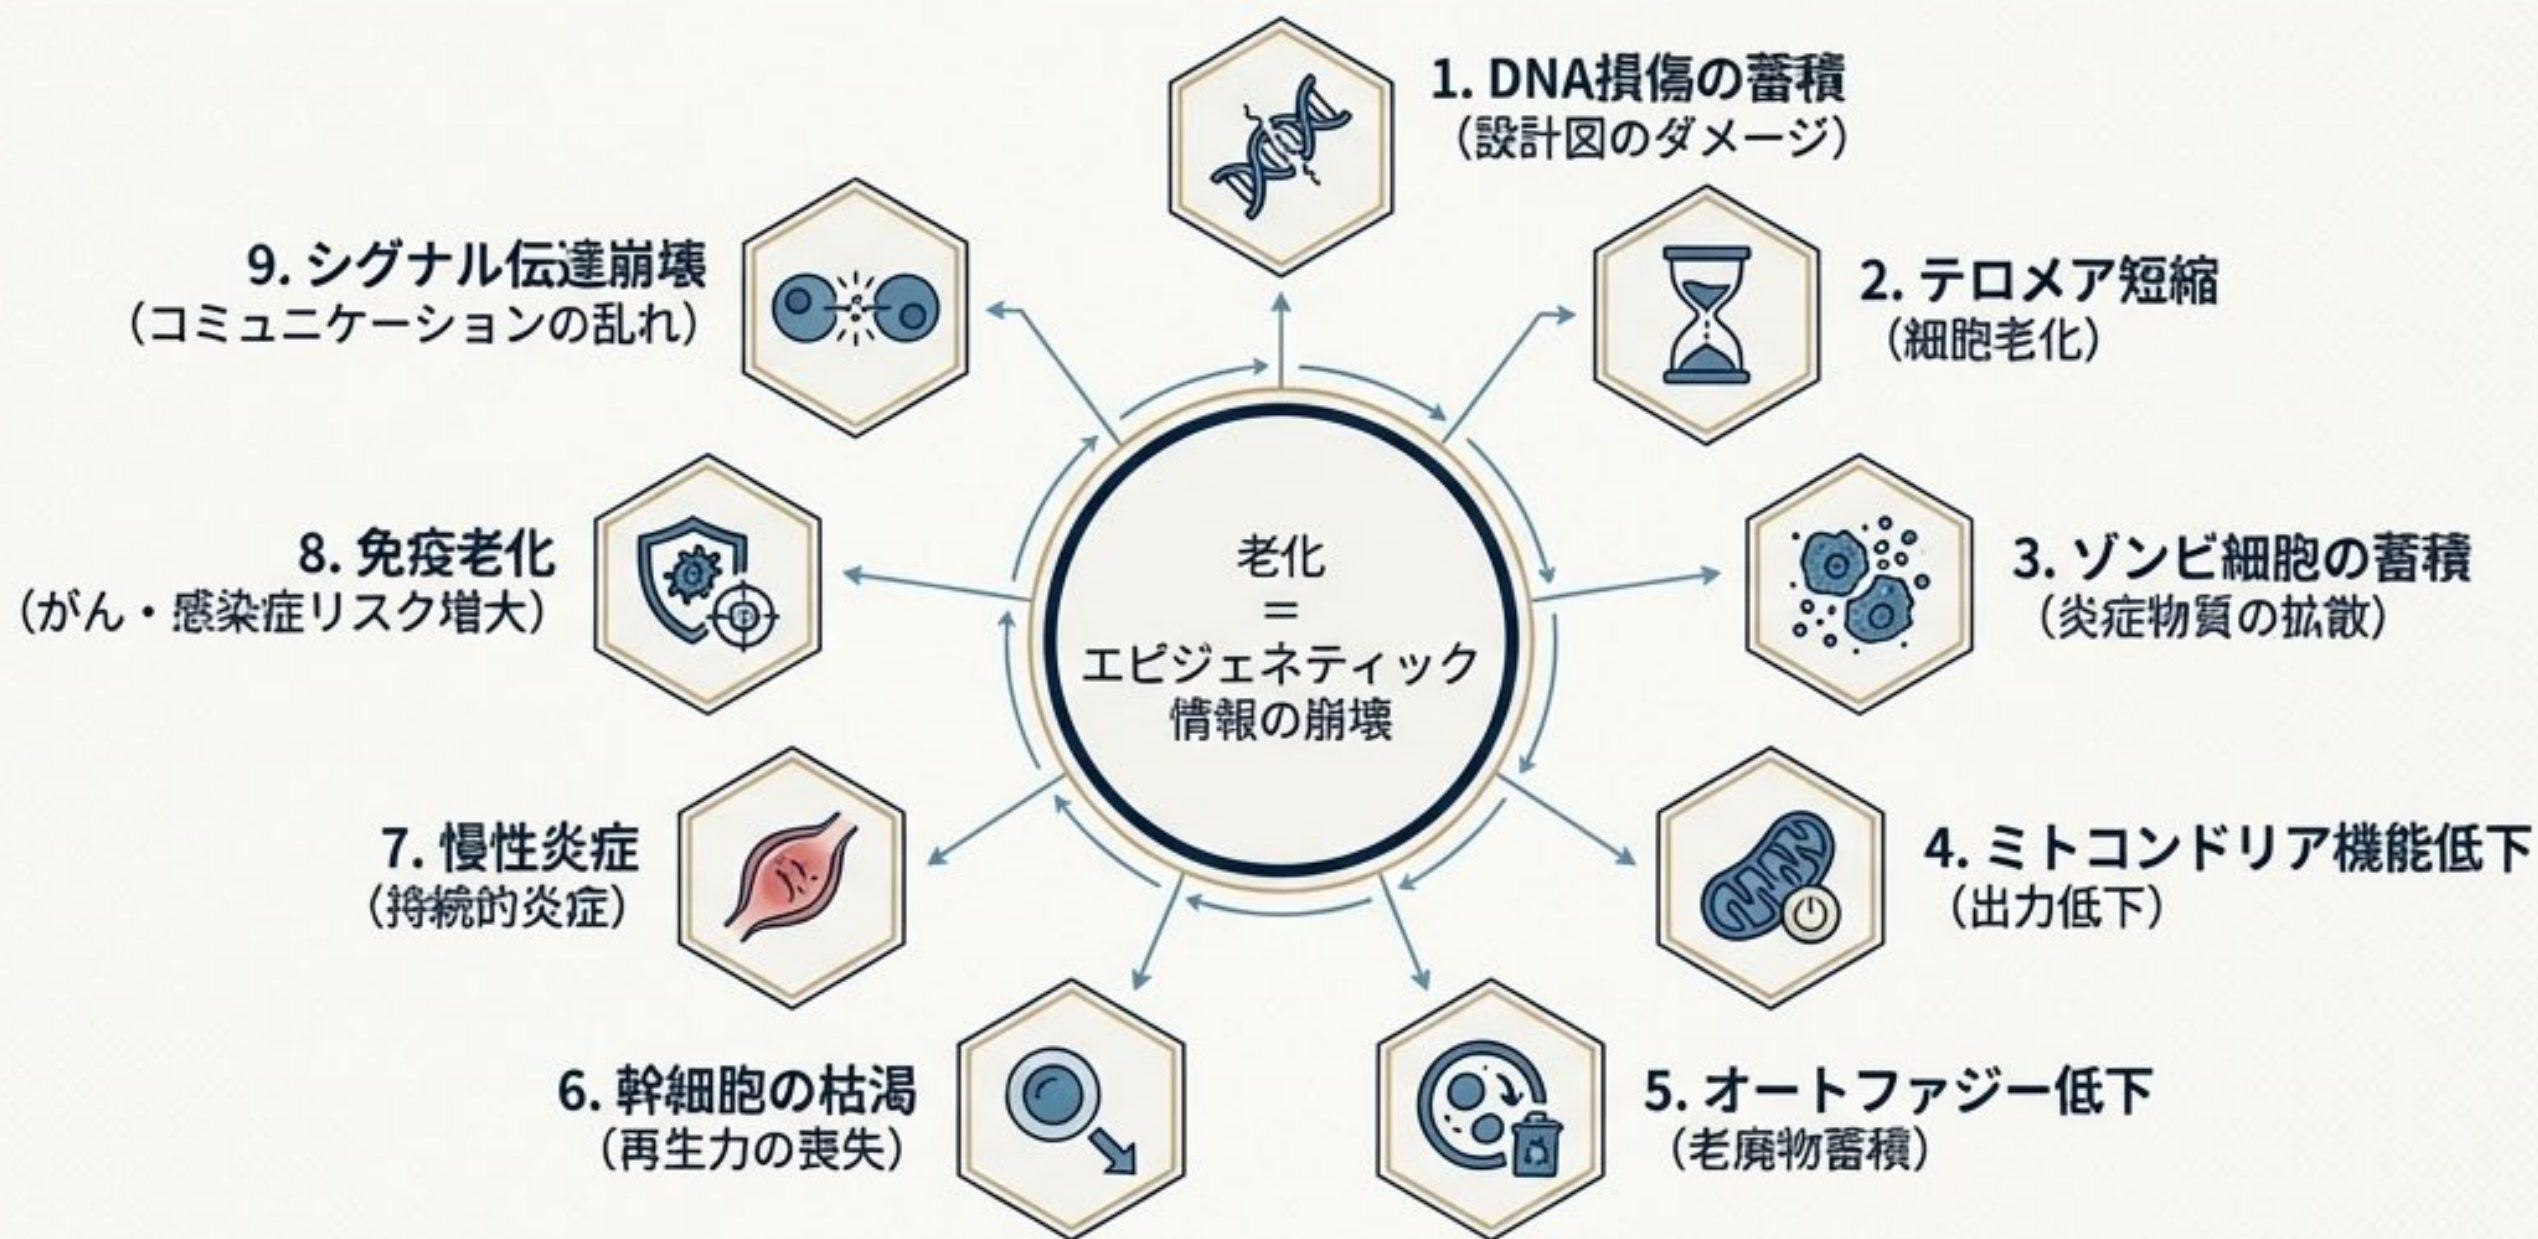 1. DNA損傷の蓄積
（設計図のダメージ）
2. テロメア短縮
（細胞老化）
3. ゾンビ細胞の蓄積
（炎症物質の拡散）
4. ミトコンドリア機能低下
（出力低下）
5. オートファジー低下
（老廃物蓄積）
6. 幹細胞の枯渇
（再生力の喪失）
7. 慢性炎症
（持続的炎症）
8. 免疫老化
（がん・感染症リスク増大）
9. シグナル伝達崩壊
（コミュニケーションの乱れ）
老化
=
エピジェネティック
情報の崩壊